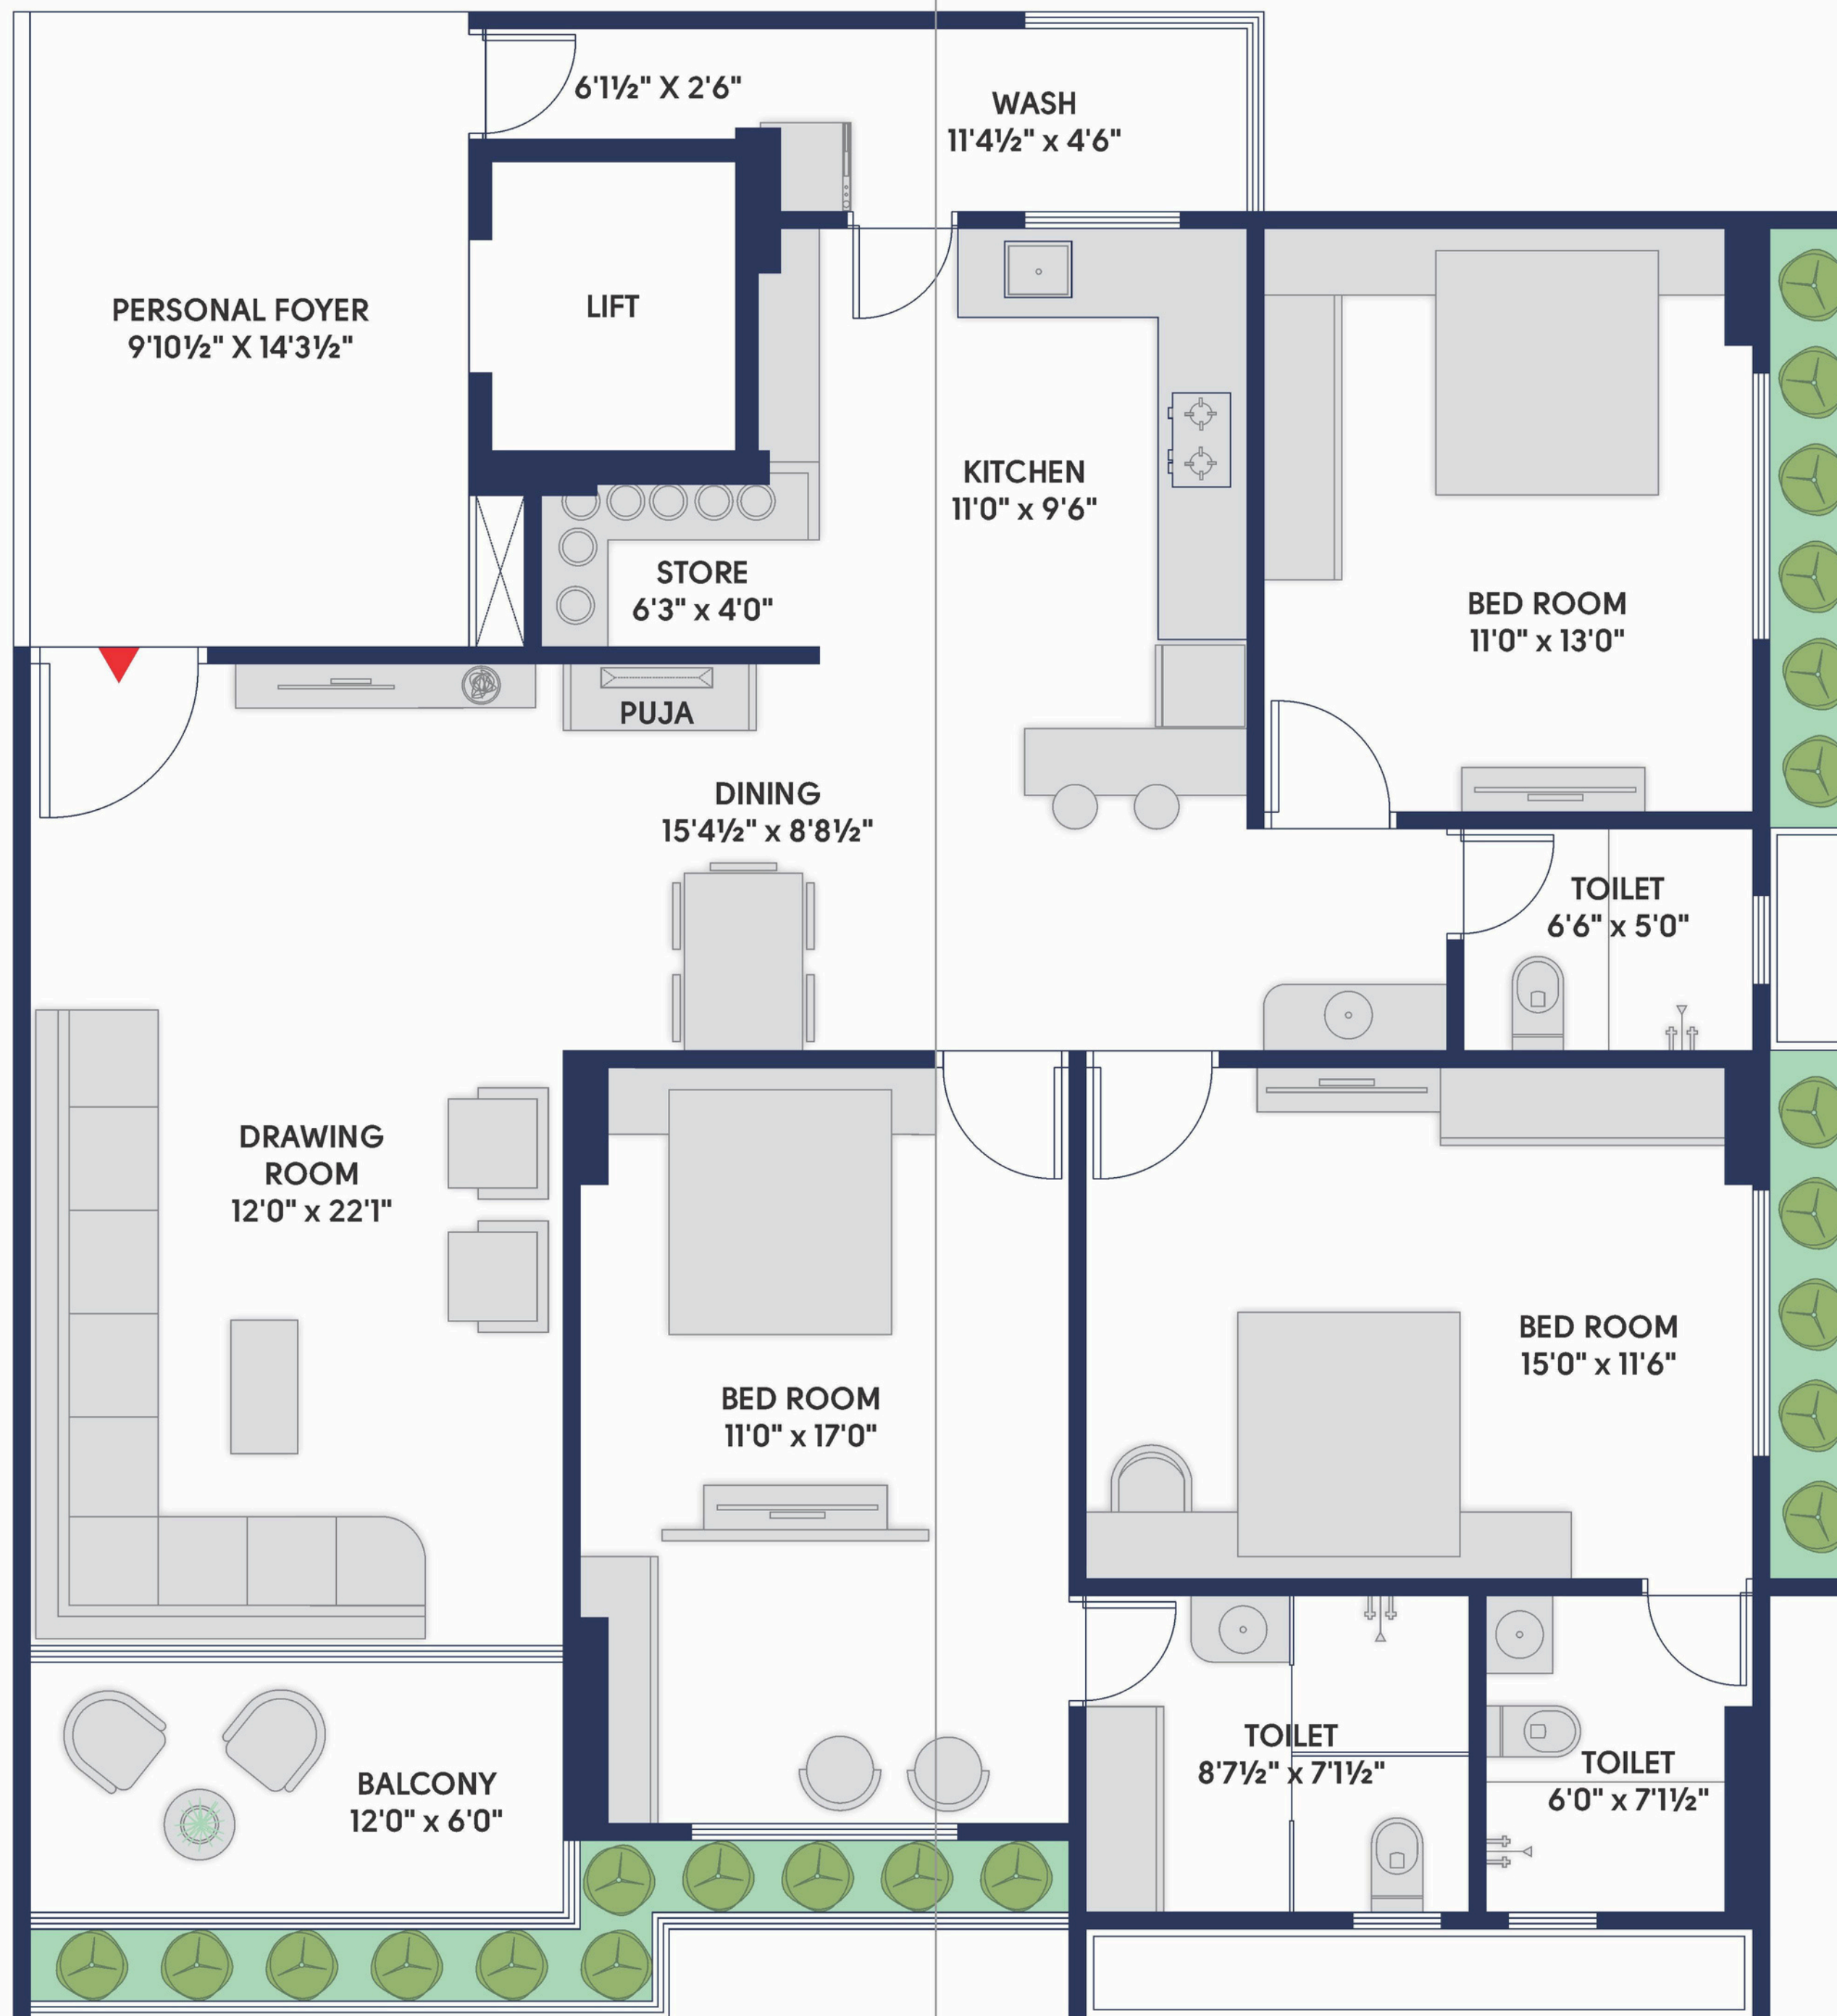 6'1½" X 2'6"
WASH
11'4½" x 4'6"
PERSONAL FOYER
9'10½" X 14'3½"
LIFT
KITCHEN
11'0" x 9'6"
STORE
6'3" x 4'0"
BED ROOM
11'0" x 13'0"
PUJA
DINING
15'4½" x 8'8½"
TOILET
6'6" x 5'0"
DRAWING
ROOM
12'0" x 22'1"
BED ROOM
11'0" x 17'0"
BED ROOM
15'0" x 11'6"
BALCONY
12'0" x 6'0"
TOILET
8'7½" x 7'1½"
TOILET
6'0" x 7'1½"